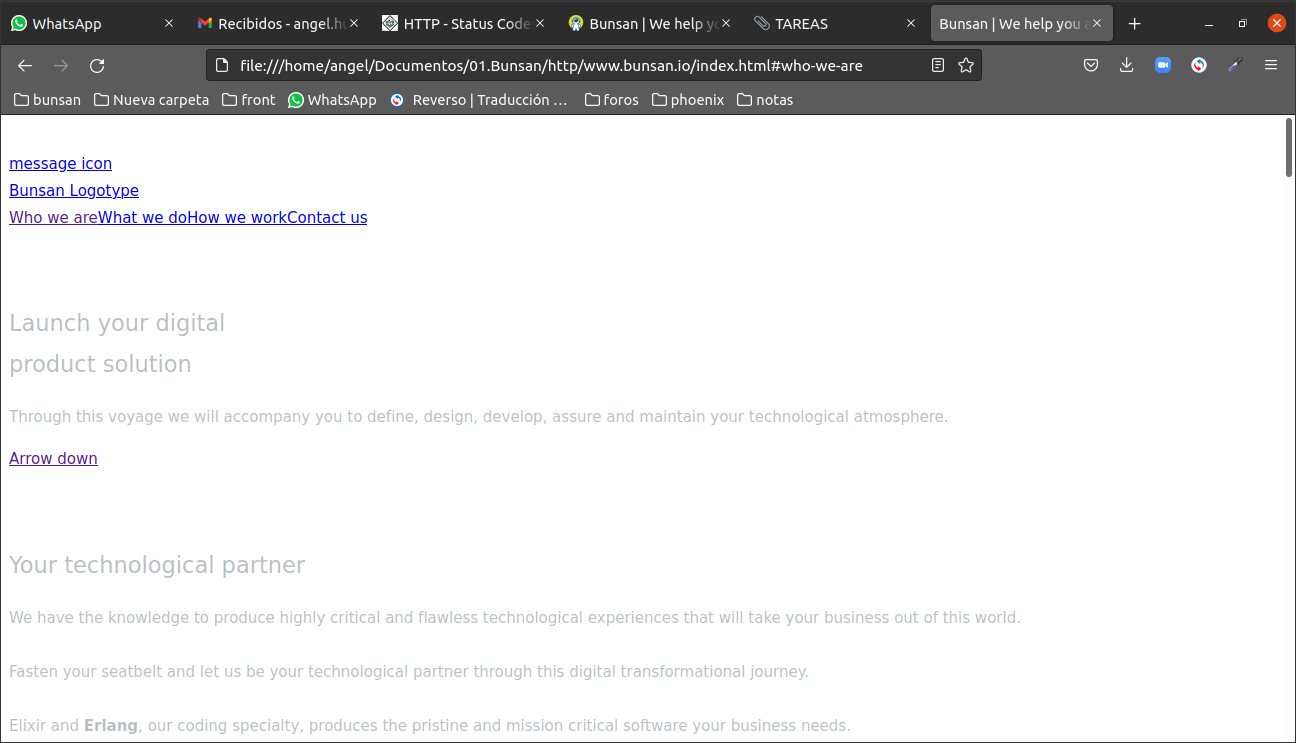 WhatsApp
Recibidos - angel.hu
HTTP - Status Code
Bunsan | We help yo
TAREAS
Bunsan | We help you a
file:///home/angel/Documentos/01.Bunsan/http/www.bunsan.io/index.html#who-we-are
bunsan Nueva carpeta front WhatsApp Reverso | Traducción ... foros phoenix notas
message icon
Bunsan Logotype
Who we areWhat we doHow we workContact us
Launch your digital
product solution
Through this voyage we will accompany you to define, design, develop, assure and maintain your technological atmosphere.
Arrow down
Your technological partner
We have the knowledge to produce highly critical and flawless technological experiences that will take your business out of this world.
Fasten your seatbelt and let us be your technological partner through this digital transformational journey.
Elixir and Erlang, our coding specialty, produces the pristine and mission critical software your business needs.